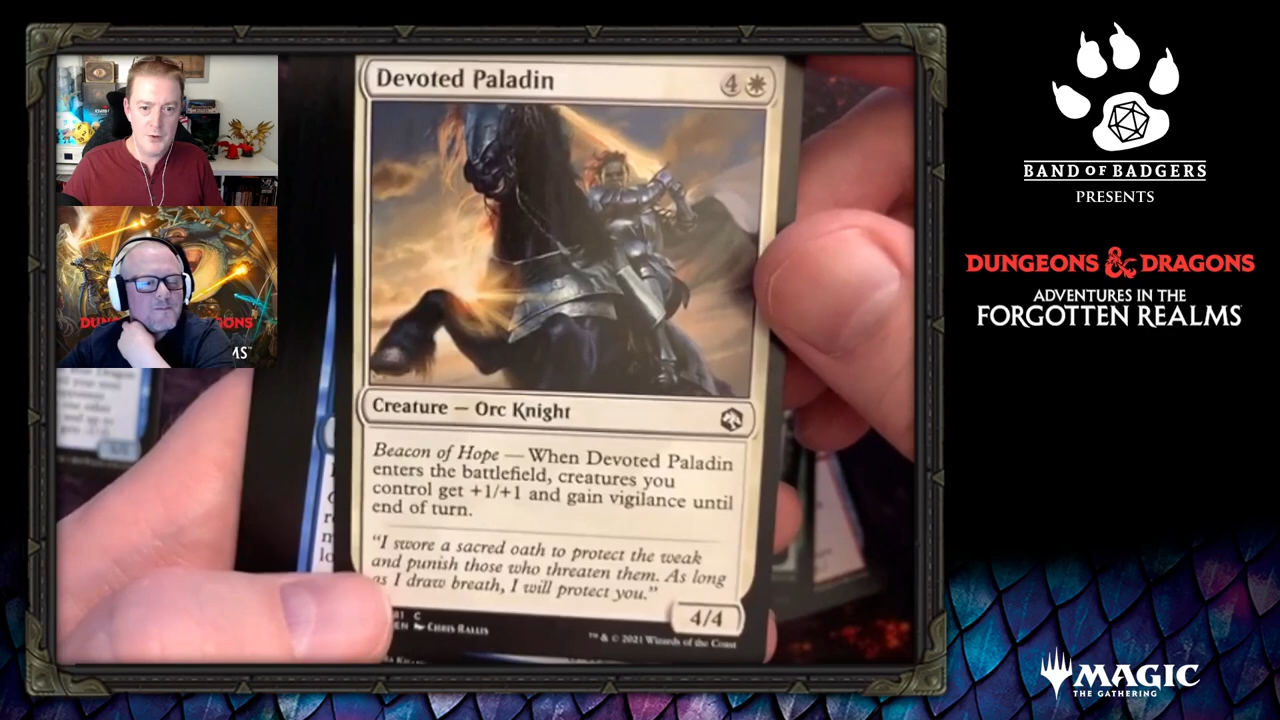 Devoted Paladin
4
Creature — Orc Knight
Beacon of Hope — When Devoted Paladin
enters the battlefield, creatures you
control get +1/+1 and gain vigilance until
end of turn.
"I swore a sacred oath to protect the weak
and punish those who threaten them. As long
as I draw breath, I will protect you."
4/4
C
EN CHRIS RALLIS
™ & © 2021 Wizards of the Coast
BAND OF BADGERS
PRESENTS
DUNGEONS & DRAGONS
ADVENTURES IN THE
FORGOTTEN REALMS
MAGIC
THE GATHERING